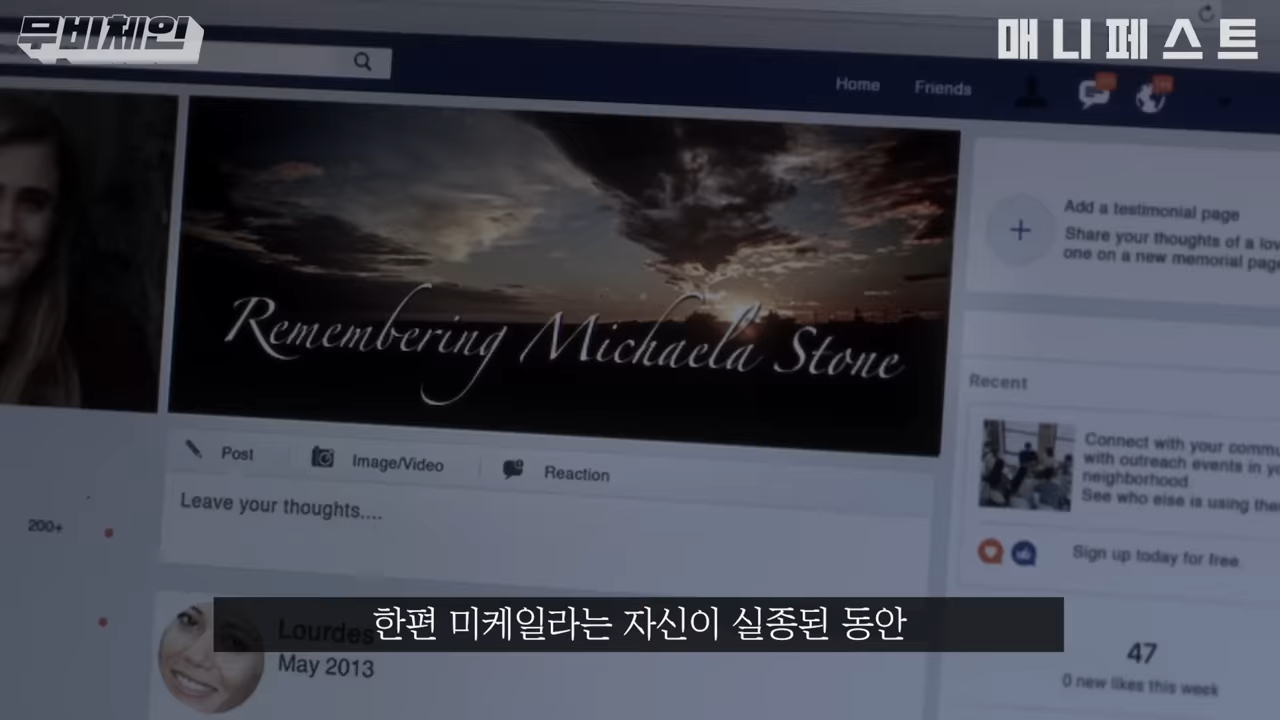 무비체인
매니페스트
Home Friends
Remembering Michaela Stone
Add a testimonial page
Share your thoughts of a lov
one on a new memorial page
Recent
Connect with your commu
with outreach events in yo
neighborhood.
See who else is using the
Sign up today for free.
47
0 new likes this week
Post Image/Video Reaction
Leave your thoughts....
200+
Lourdes
May 2013
한편 미케일라는 자신이 실종된 동안